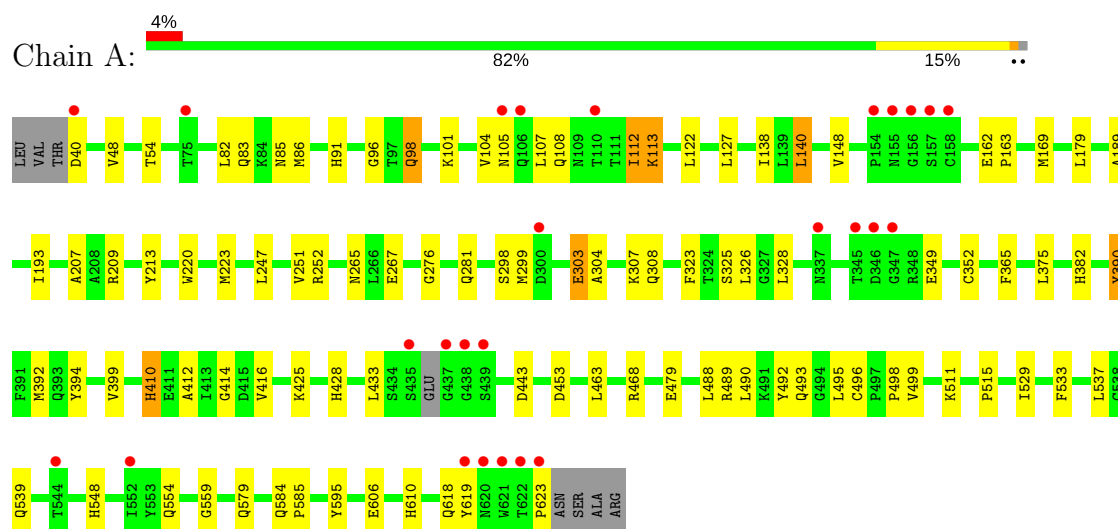 4%
Chain A:
82% 15% ••
LEU VAL THR D40 V48 T54 T75 L82 Q83 K84 N85 M86 H91 G96 T97 Q98 K101 V104 N105 Q106 L107 Q108 N109 T110 T111 I112 K113 L122 L127 I138 L139 L140 V148 P154 N155 G156 S157 C158 E162 P163 M169 L179
I193 A207 A208 R209 Y213 W220 M223 L247 V251 R252 N265 L266 E267 G276 Q281 S298 M299 D300 E303 A304 K307 Q308 F323 T324 S325 L326 G327 L328 N337 T345 D346 G347 R348 E349 C352 F365 L375 H382
F391 M392 Q393 Y394 V399 H410 E411 A412 I413 G414 D415 V416 K425 H428 L433 S434 S435 GLU G437 G438 S439 D443 D453 L463 R468 E479 L488 R489 L490 K491 Y492 Q493 G494 L495 C496 P497 P498 V499 K511 P515 I529 F533 L537
Q539 T544 H548 I552 Y553 Q554 G559 Q579 Q584 P585 Y595 E606 H610 Q618 Y619 N620 W621 T622 P623 ASN SER ALA ARG